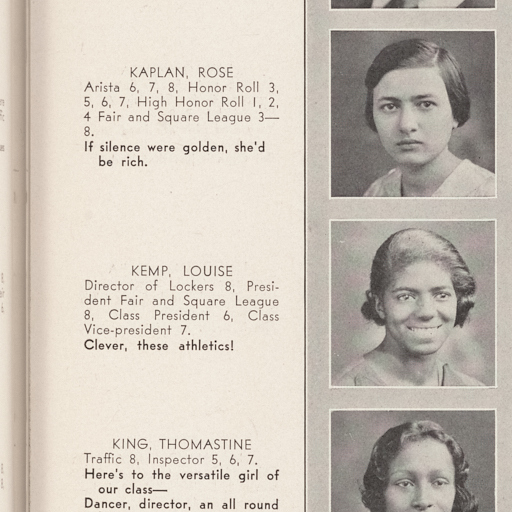 KAPLAN, ROSE
Arista 6, 7, 8, Honor Roll 3,
5, 6, 7, High Honor Roll 1, 2,
4 Fair and Square League 3—
8.
If silence were golden, she'd
be rich.
KEMP, LOUISE
Director of Lockers 8, Presi-
dent Fair and Square League
8, Class President 6, Class
Vice-president 7.
Clever, these athletics!
KING, THOMASTINE
Traffic 8, Inspector 5, 6, 7.
Here's to the versatile girl of
our class—
Dancer, director, an all round